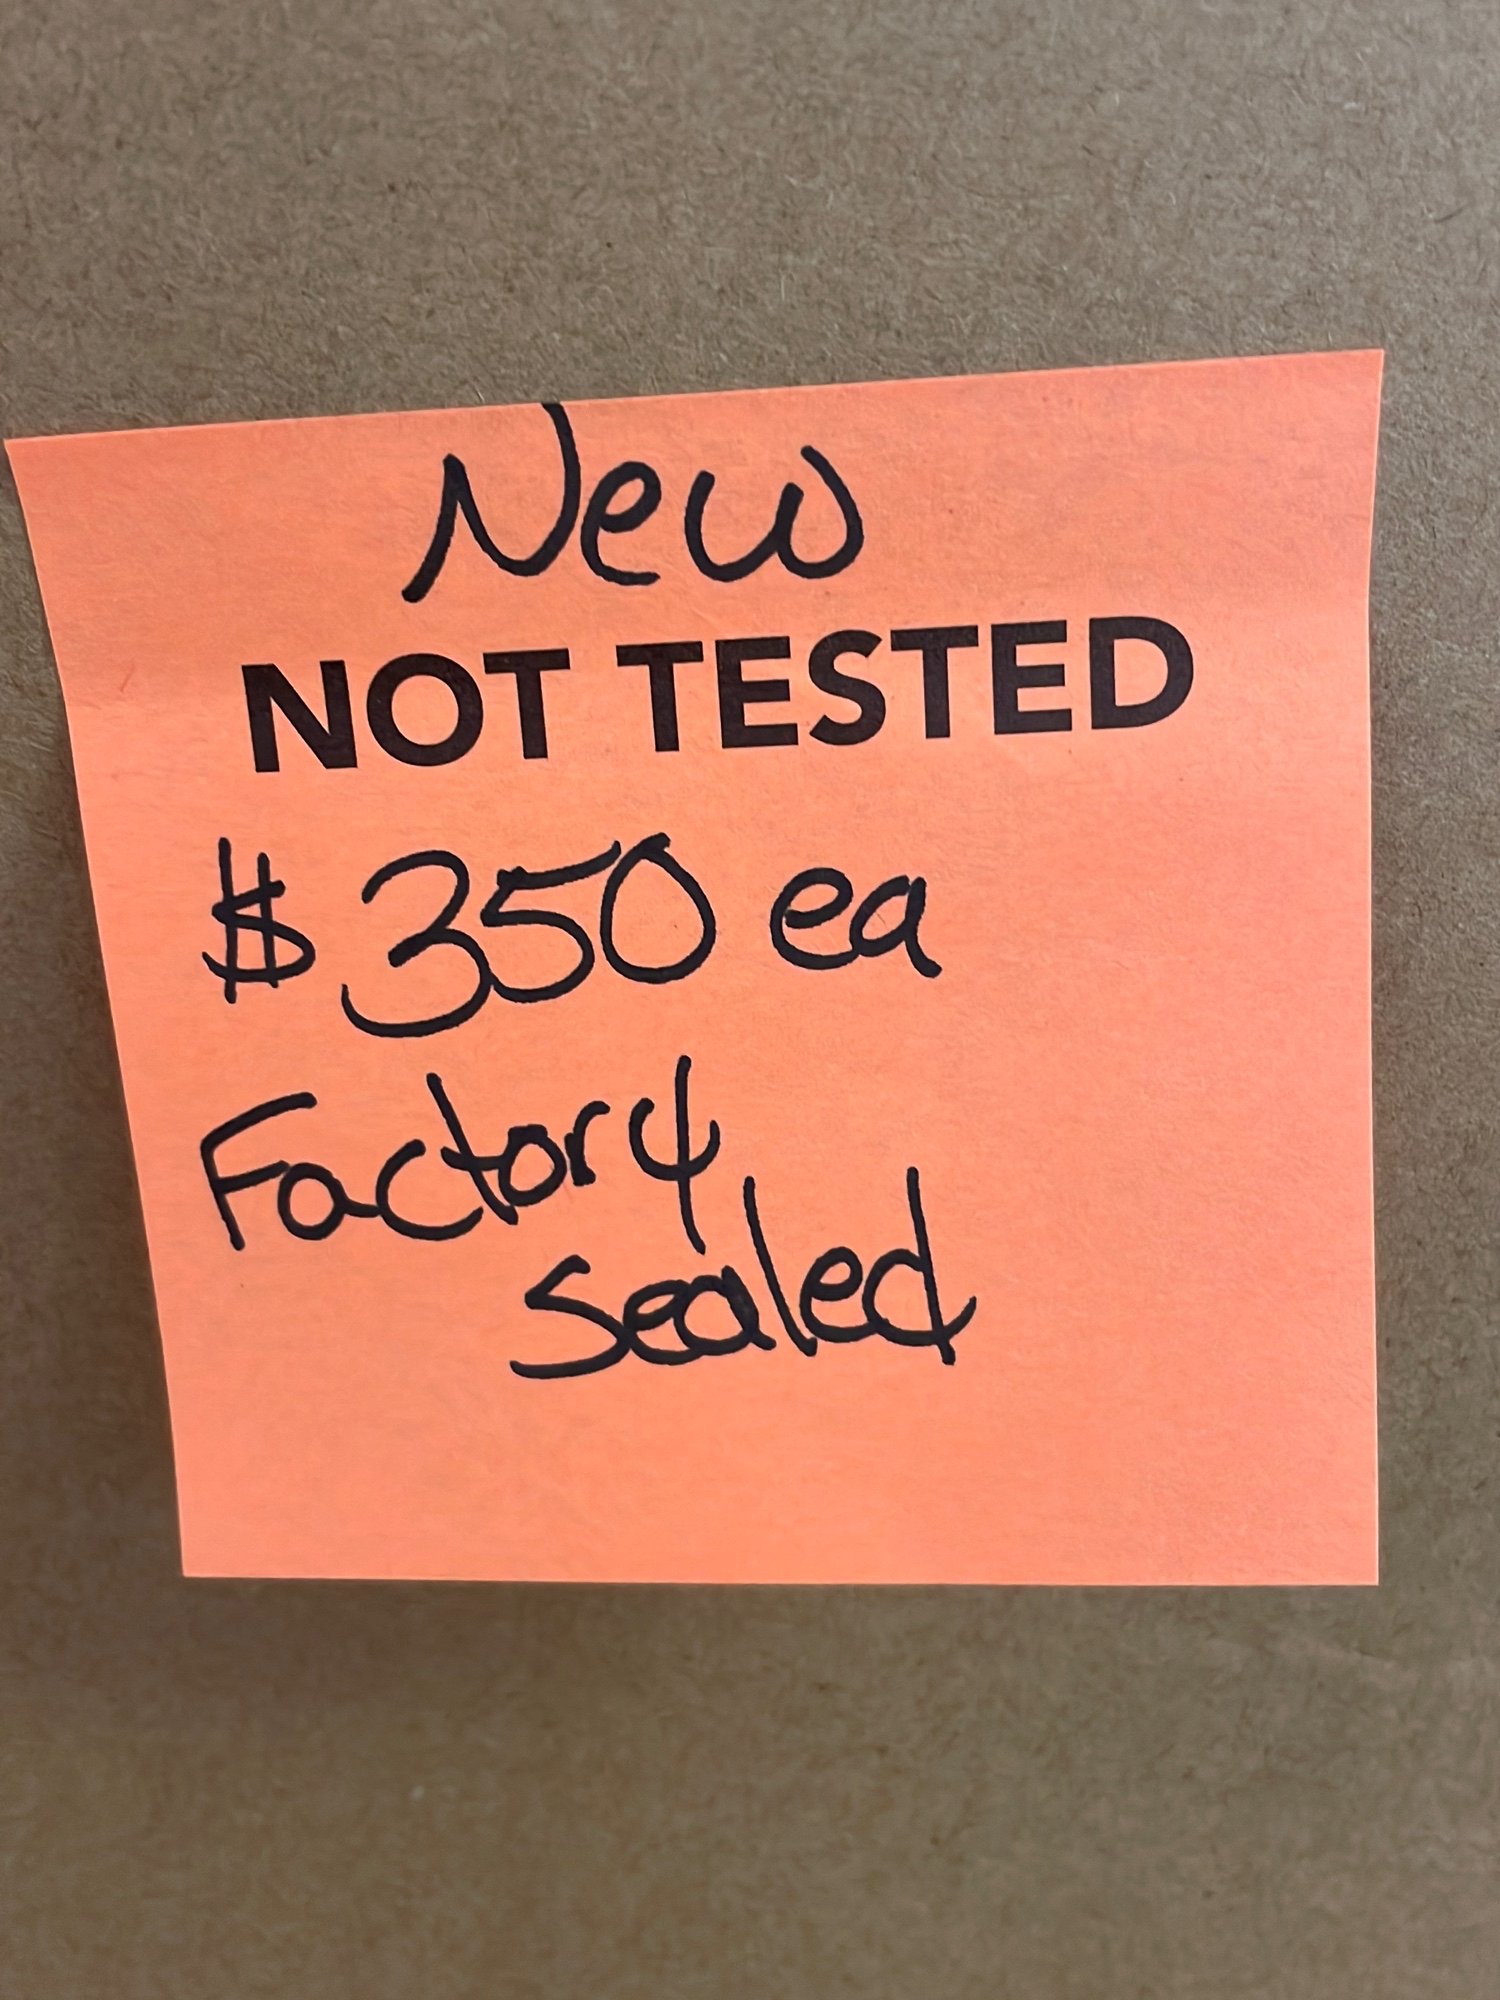 New
NOT TESTED
$350 ea
Factory
Sealed